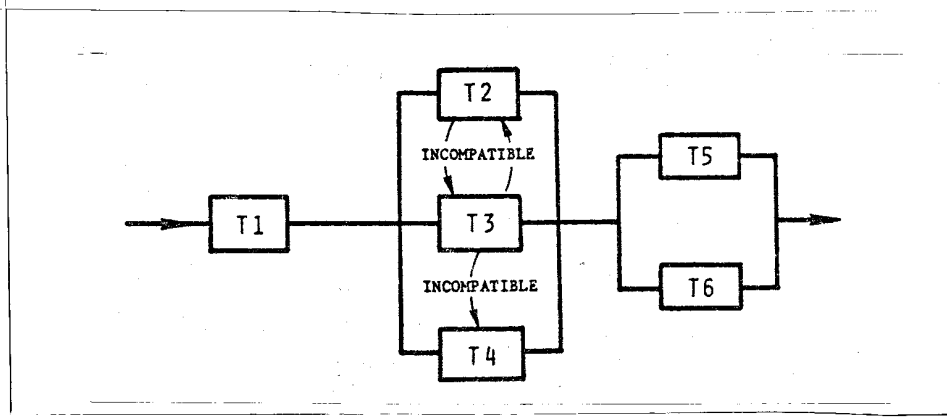 T2
INCOMPATIBLE
T5
T1
T3
INCOMPATIBLE
T6
T4